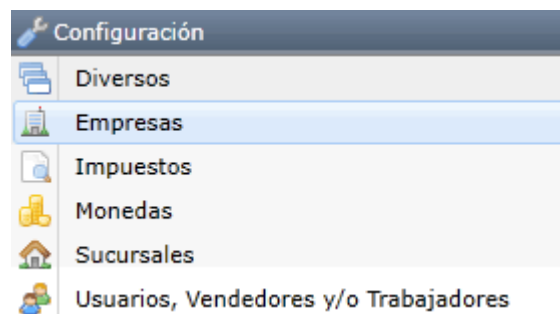 Configuración
Diversos
Empresas
Impuestos
Monedas
Sucursales
Usuarios, Vendedores y/o Trabajadores